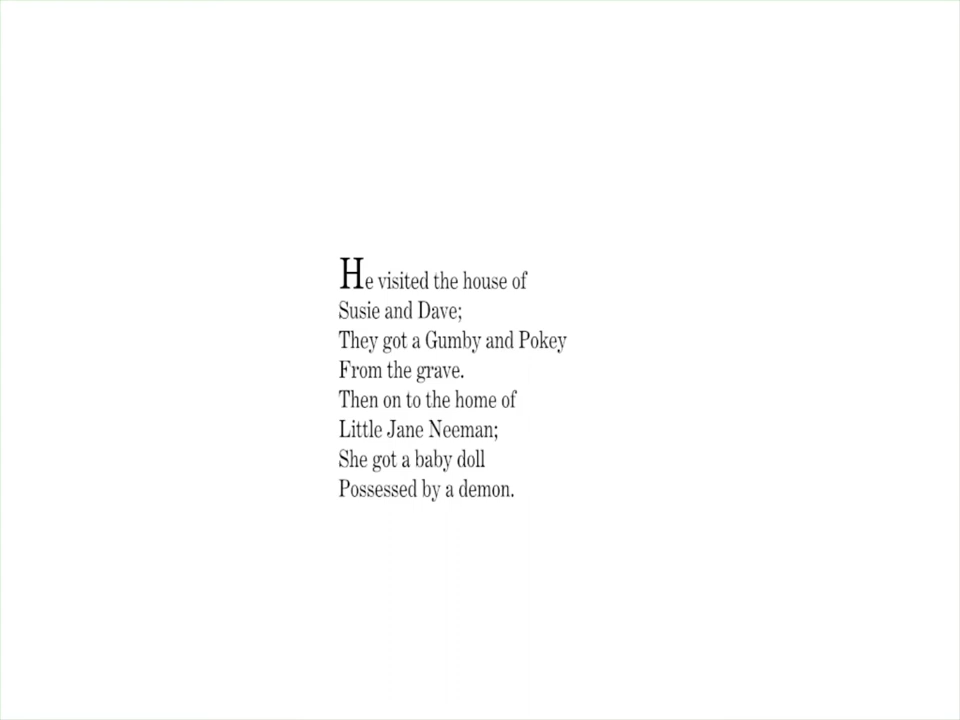 He visited the house of
Susie and Dave;
They got a Gumby and Pokey
From the grave.
Then on to the home of
Little Jane Neeman;
She got a baby doll
Possessed by a demon.